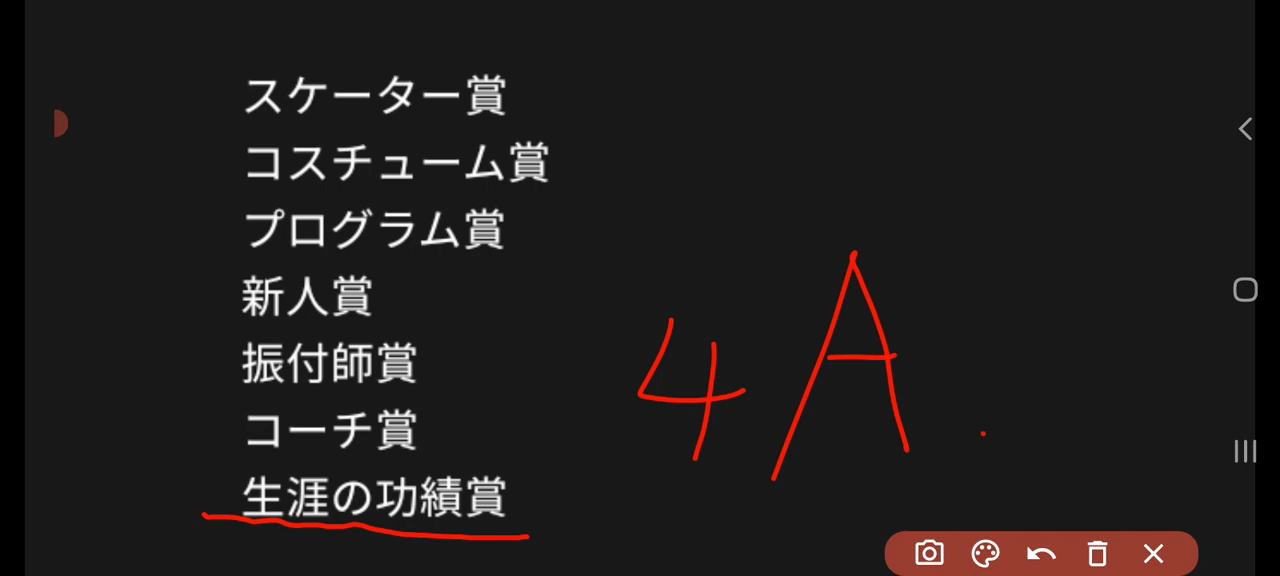 スケーター賞
コスチューム賞
プログラム賞
新人賞
振付師賞
コーチ賞
生涯の功績賞
4A.